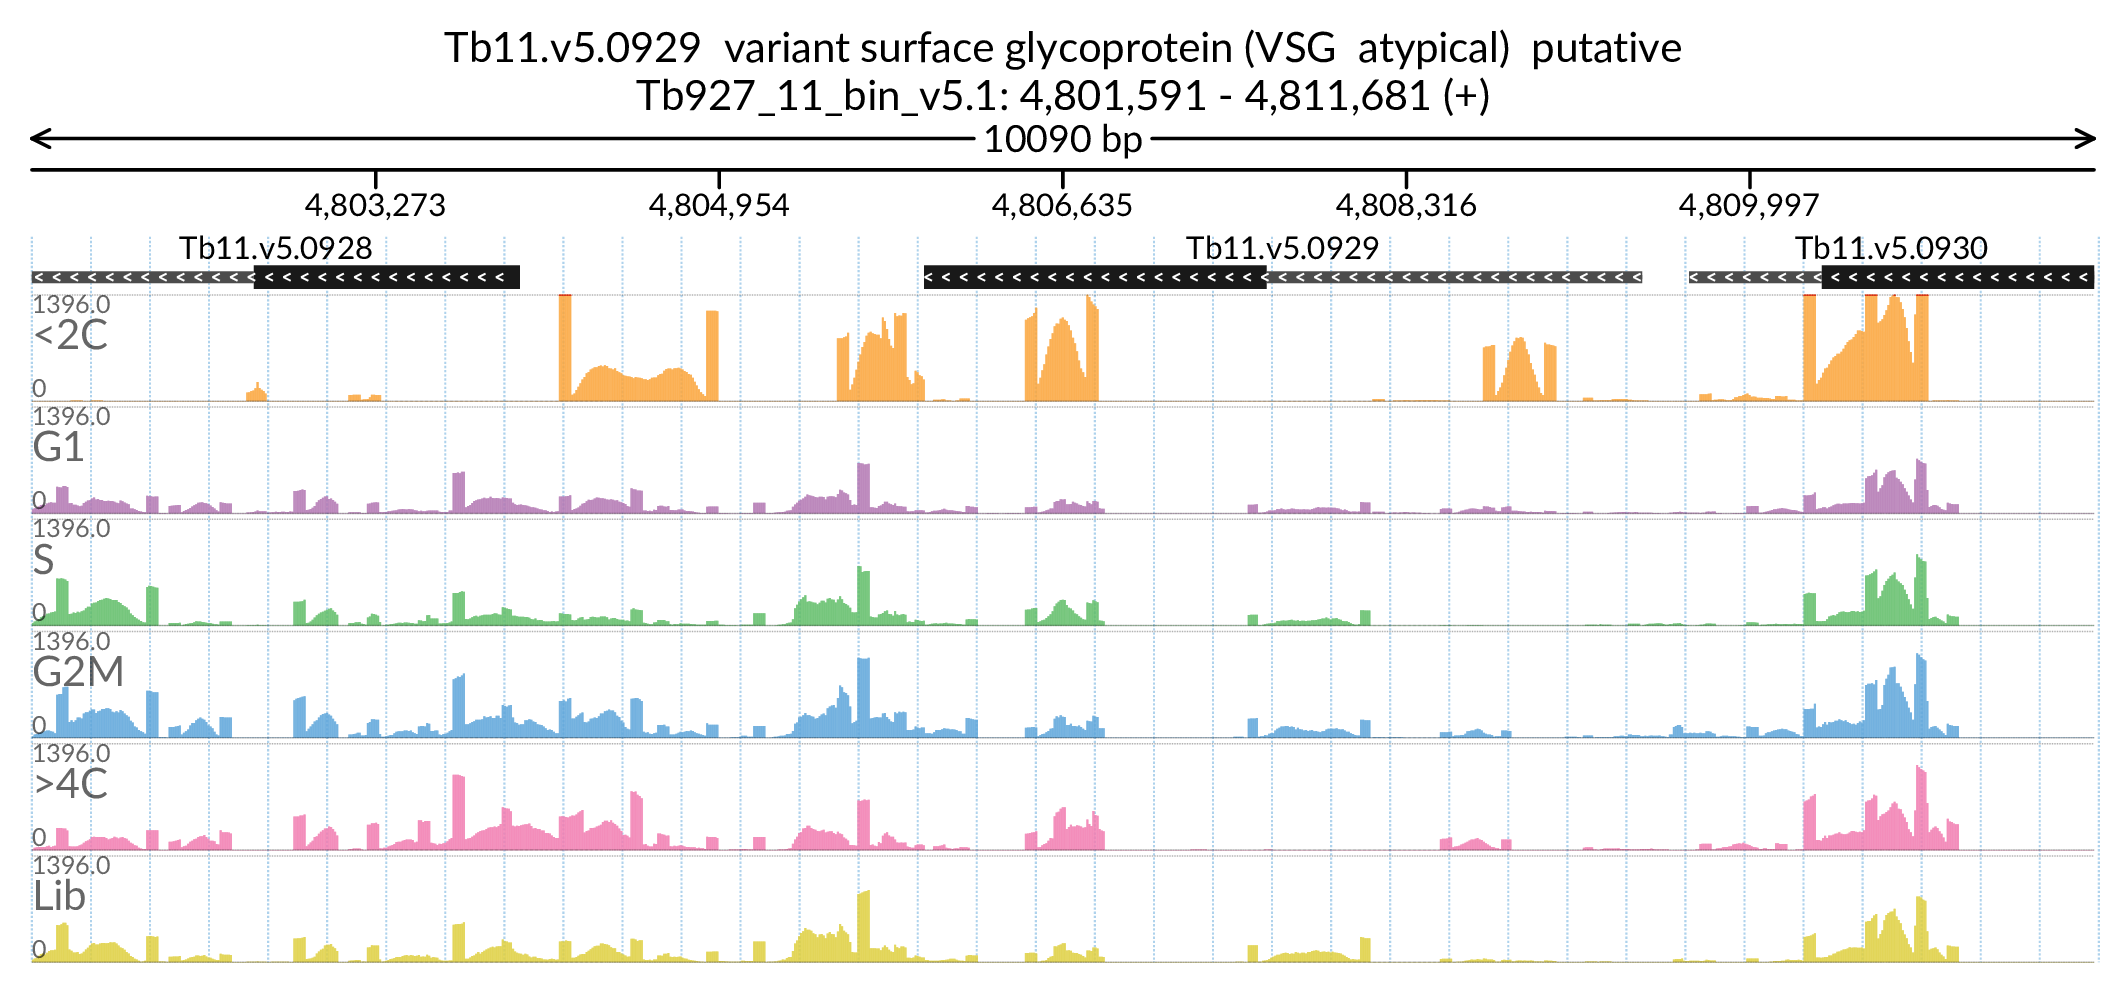 Tb11.v5.0929  variant surface glycoprotein (VSG  atypical)  putative
Tb927_11_bin_v5.1: 4,801,591 - 4,811,681 (+)
10090 bp
4,803,273 4,804,954 4,806,635 4,808,316 4,809,997
Tb11.v5.0928 Tb11.v5.0929 Tb11.v5.0930
1396.0
<2C
0
1396.0
G1
0
1396.0
S
0
1396.0
G2M
0
1396.0
>4C
0
1396.0
Lib
0